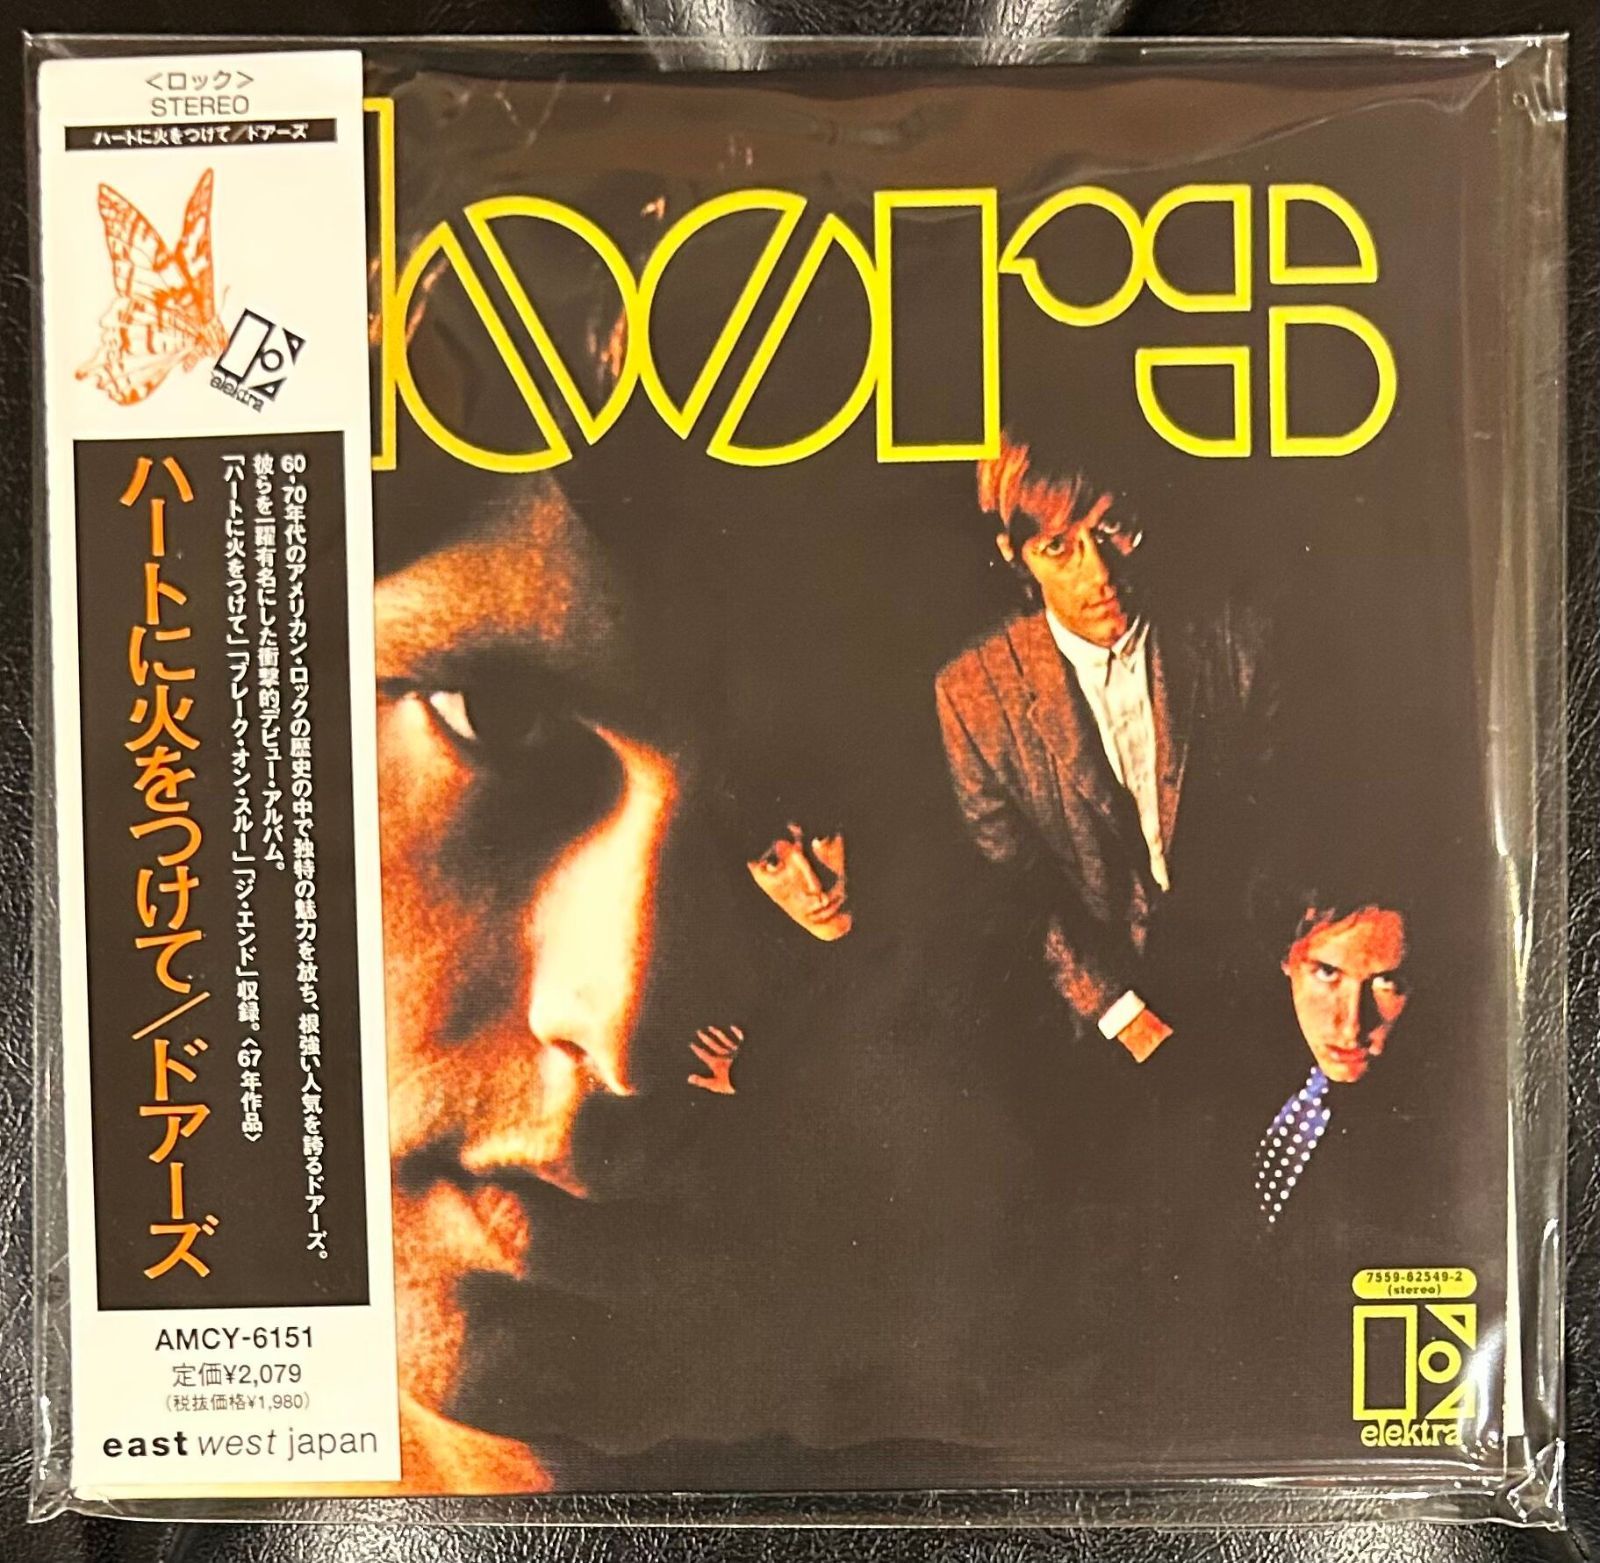 <ロック>
STEREO
ハートに火をつけて/ドアーズ
elektra
60-70年代のアメリカン・ロックの歴史の中で独特の魅力を放ち、根強い人気を誇るドアーズ。
彼らを一躍有名にした衝撃的デビュー・アルバム。
「ハートに火をつけて」「ブレーク・オン・スルー」「ジ・エンド」収録。〈67年作品〉
ハートに火をつけて/ドアーズ
AMCY-6151
定価¥2,079
(税抜価格¥1,980)
east west japan
doors
7559-62549-2
(stereo)
elektra